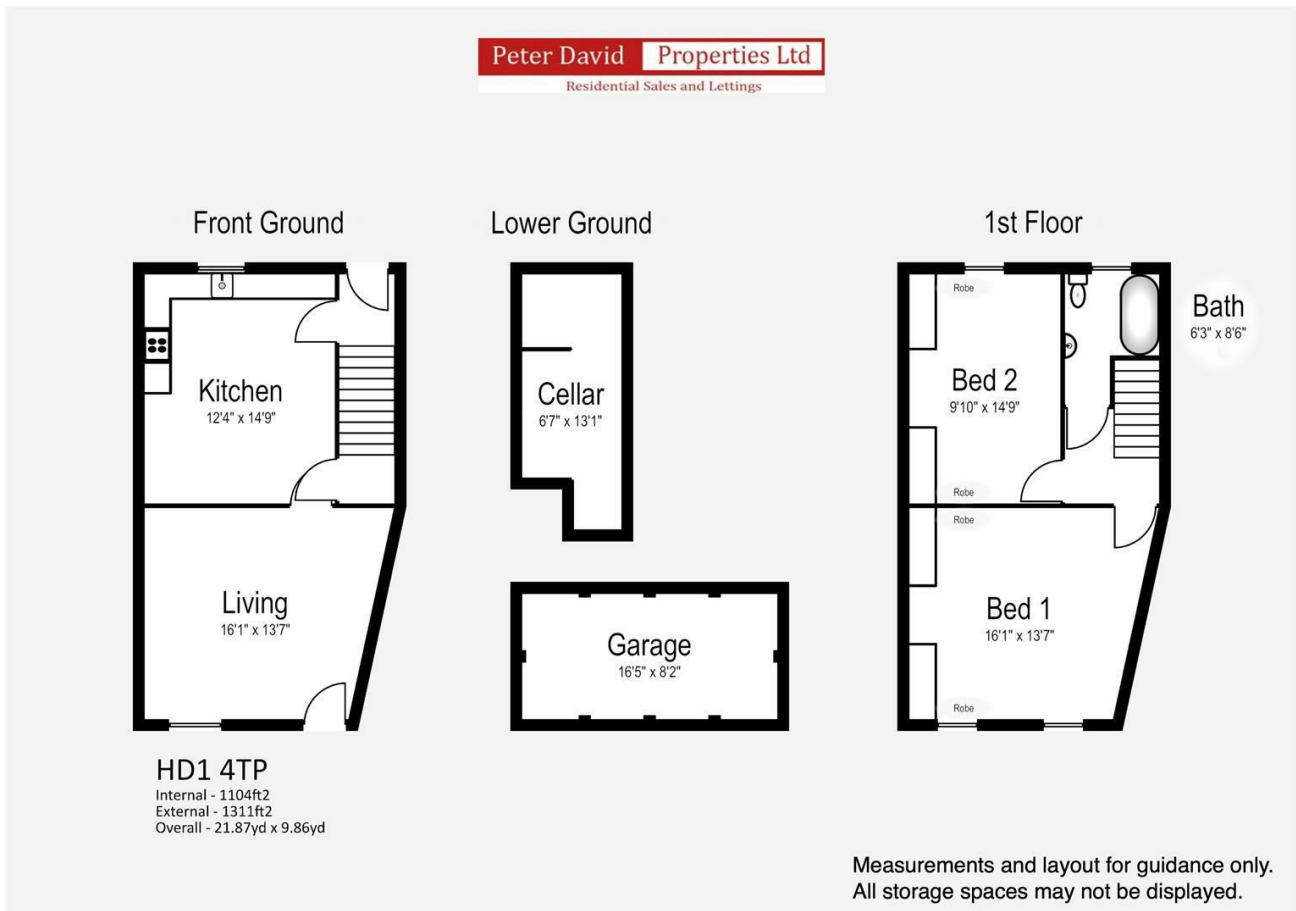 Peter David Properties Ltd
Residential Sales and Lettings
Front Ground
Kitchen
12'4" x 14'9"
Living
16'1" x 13'7"
HD1 4TP
Internal - 1104ft2
External - 1311ft2
Overall - 21.87yd x 9.86yd
Lower Ground
Cellar
6'7" x 13'1"
Garage
16'5" x 8'2"
1st Floor
Robe
Bath
6'3" x 8'6"
Bed 2
9'10" x 14'9"
Robe
Robe
Bed 1
16'1" x 13'7"
Robe
Measurements and layout for guidance only.
All storage spaces may not be displayed.